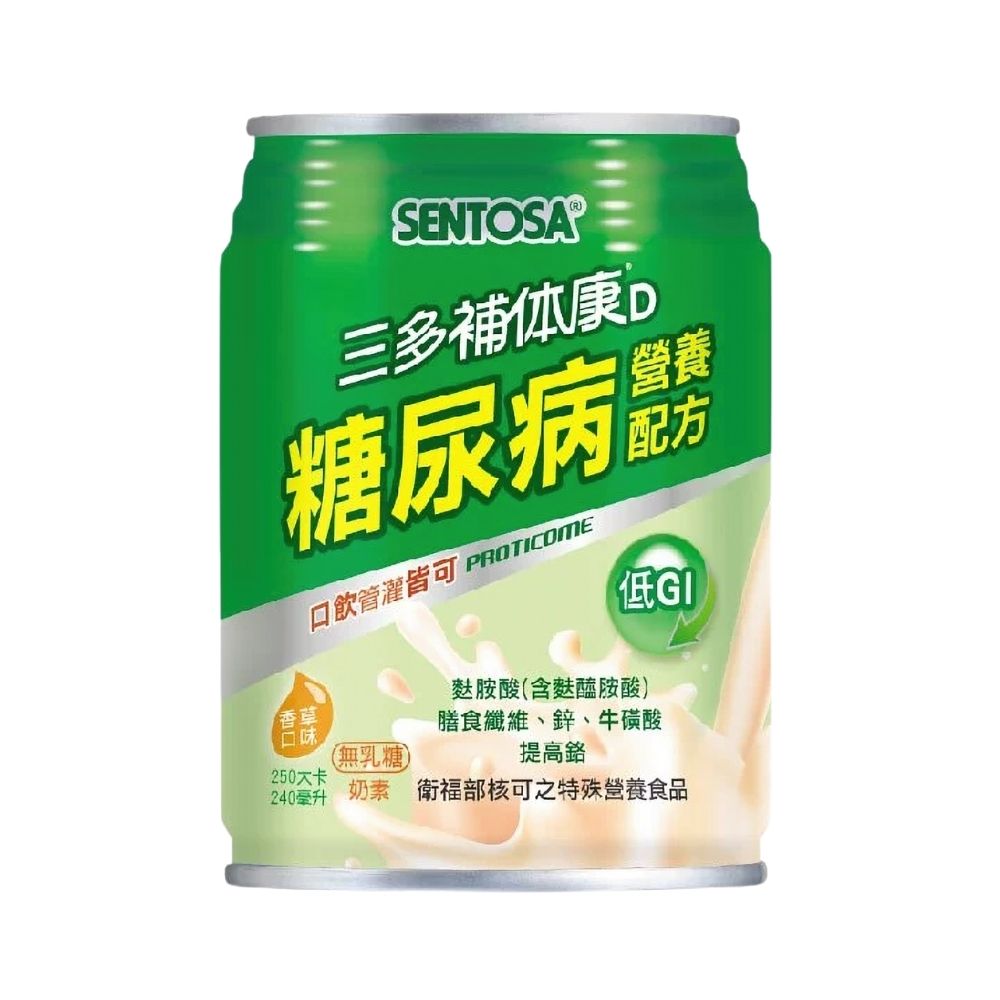 SENTOSA®
三多補体康®D
糖尿病營養配方
口飲管灌皆可 PROTICOME
低GI
麩胺酸(含麩醯胺酸)
膳食纖維、鋅、牛磺酸
提高鉻
衛福部核可之特殊營養食品
香草
口味
無乳糖
奶素
250大卡
240毫升